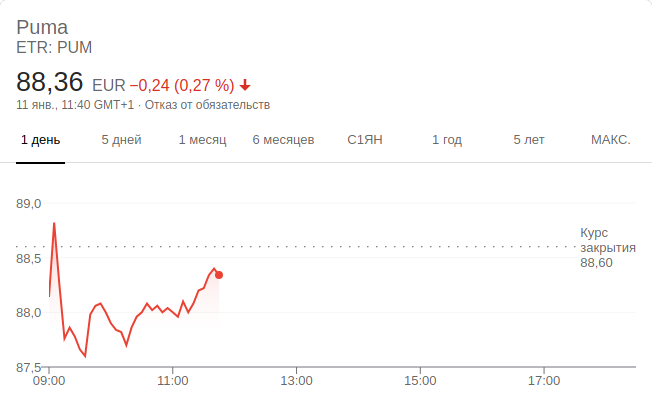 Puma
ETR: PUM
88,36 EUR −0,24 (0,27 %)
11 янв., 11:40 GMT+1 · Отказ от обязательств
1 день 5 дней 1 месяц 6 месяцев С1ЯН 1 год 5 лет МАКС.
89,0
Курс
закрытия
88,60
88,5
88,0
87,5
09:00 11:00 13:00 15:00 17:00